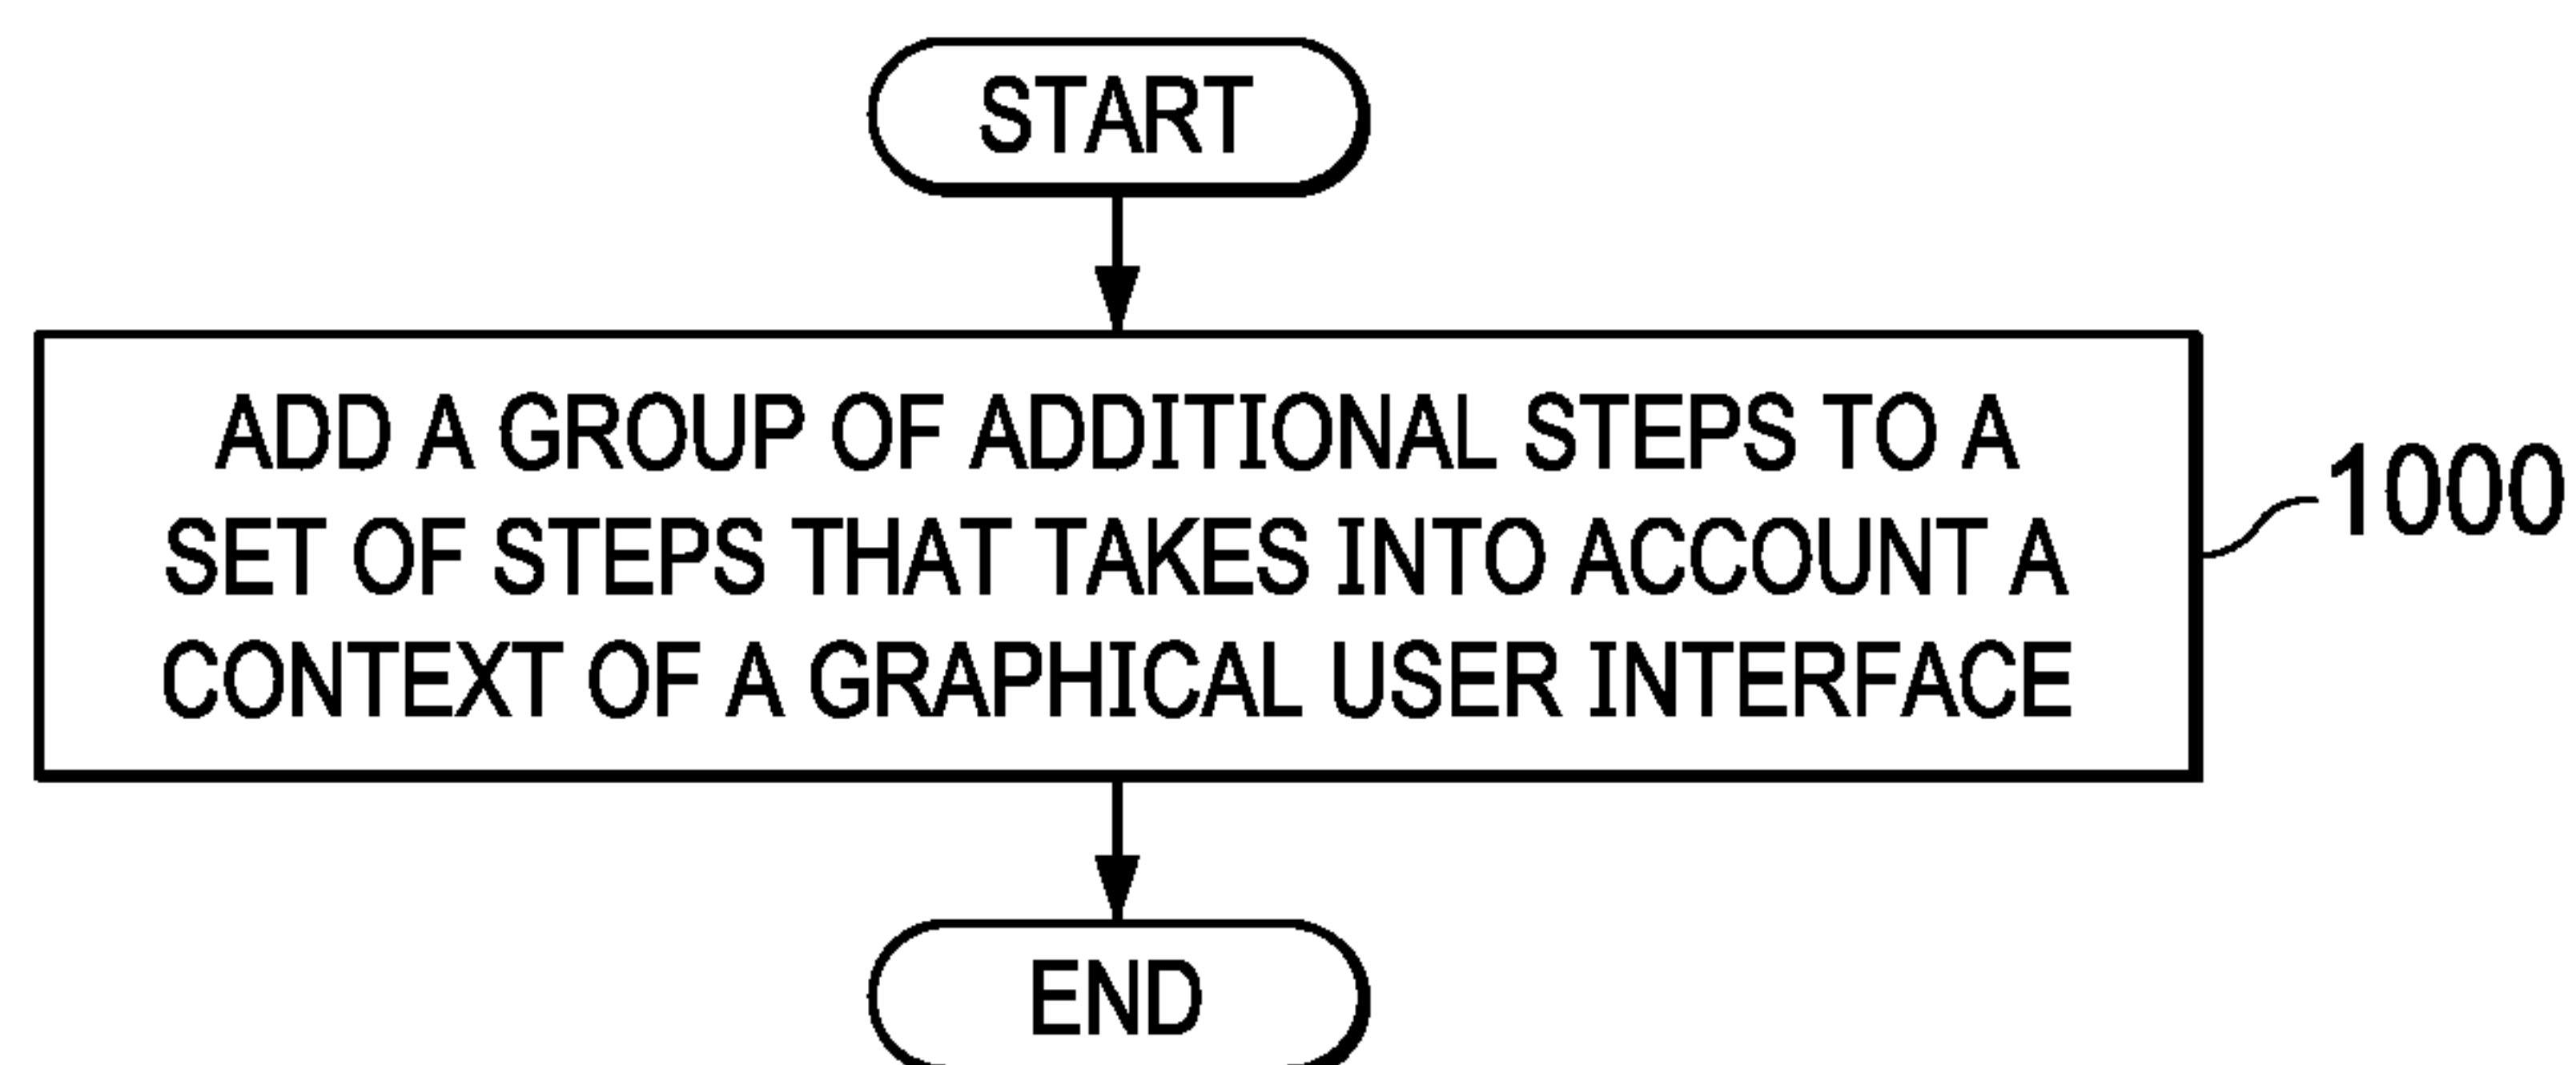 START
ADD A GROUP OF ADDITIONAL STEPS TO A
SET OF STEPS THAT TAKES INTO ACCOUNT A
CONTEXT OF A GRAPHICAL USER INTERFACE
1000
END